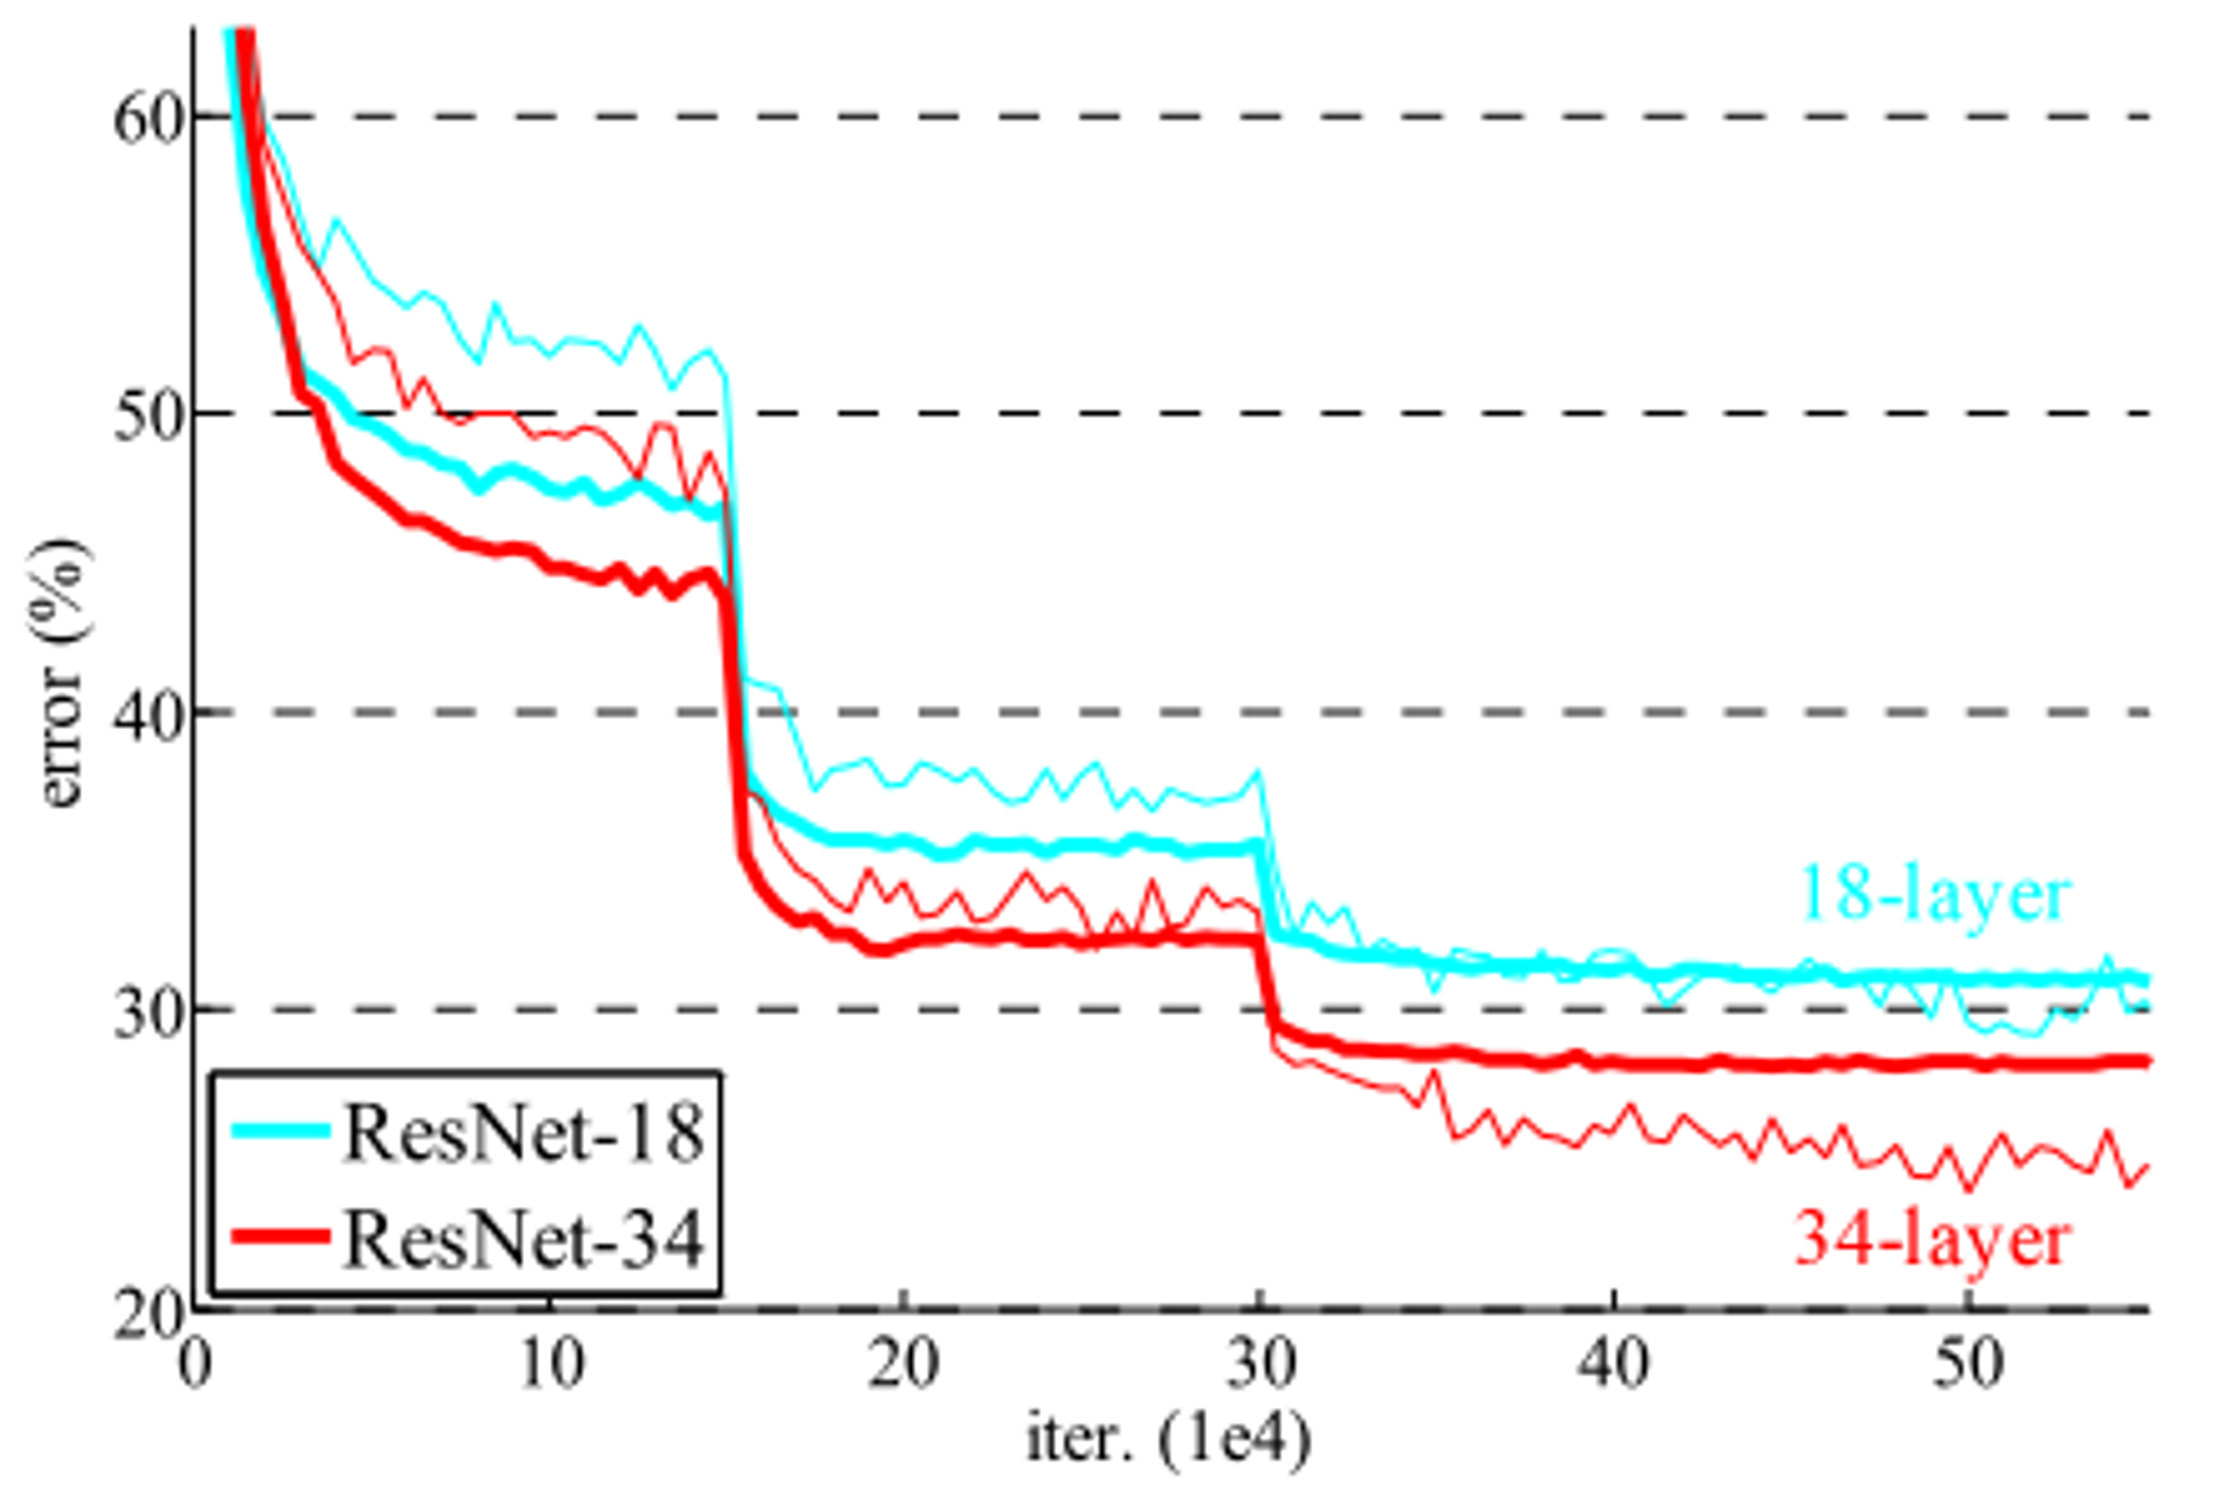 60
50
40
30
20
error (%)
18-layer
34-layer
ResNet-18
ResNet-34
0 10 20 30 40 50
iter. (1e4)